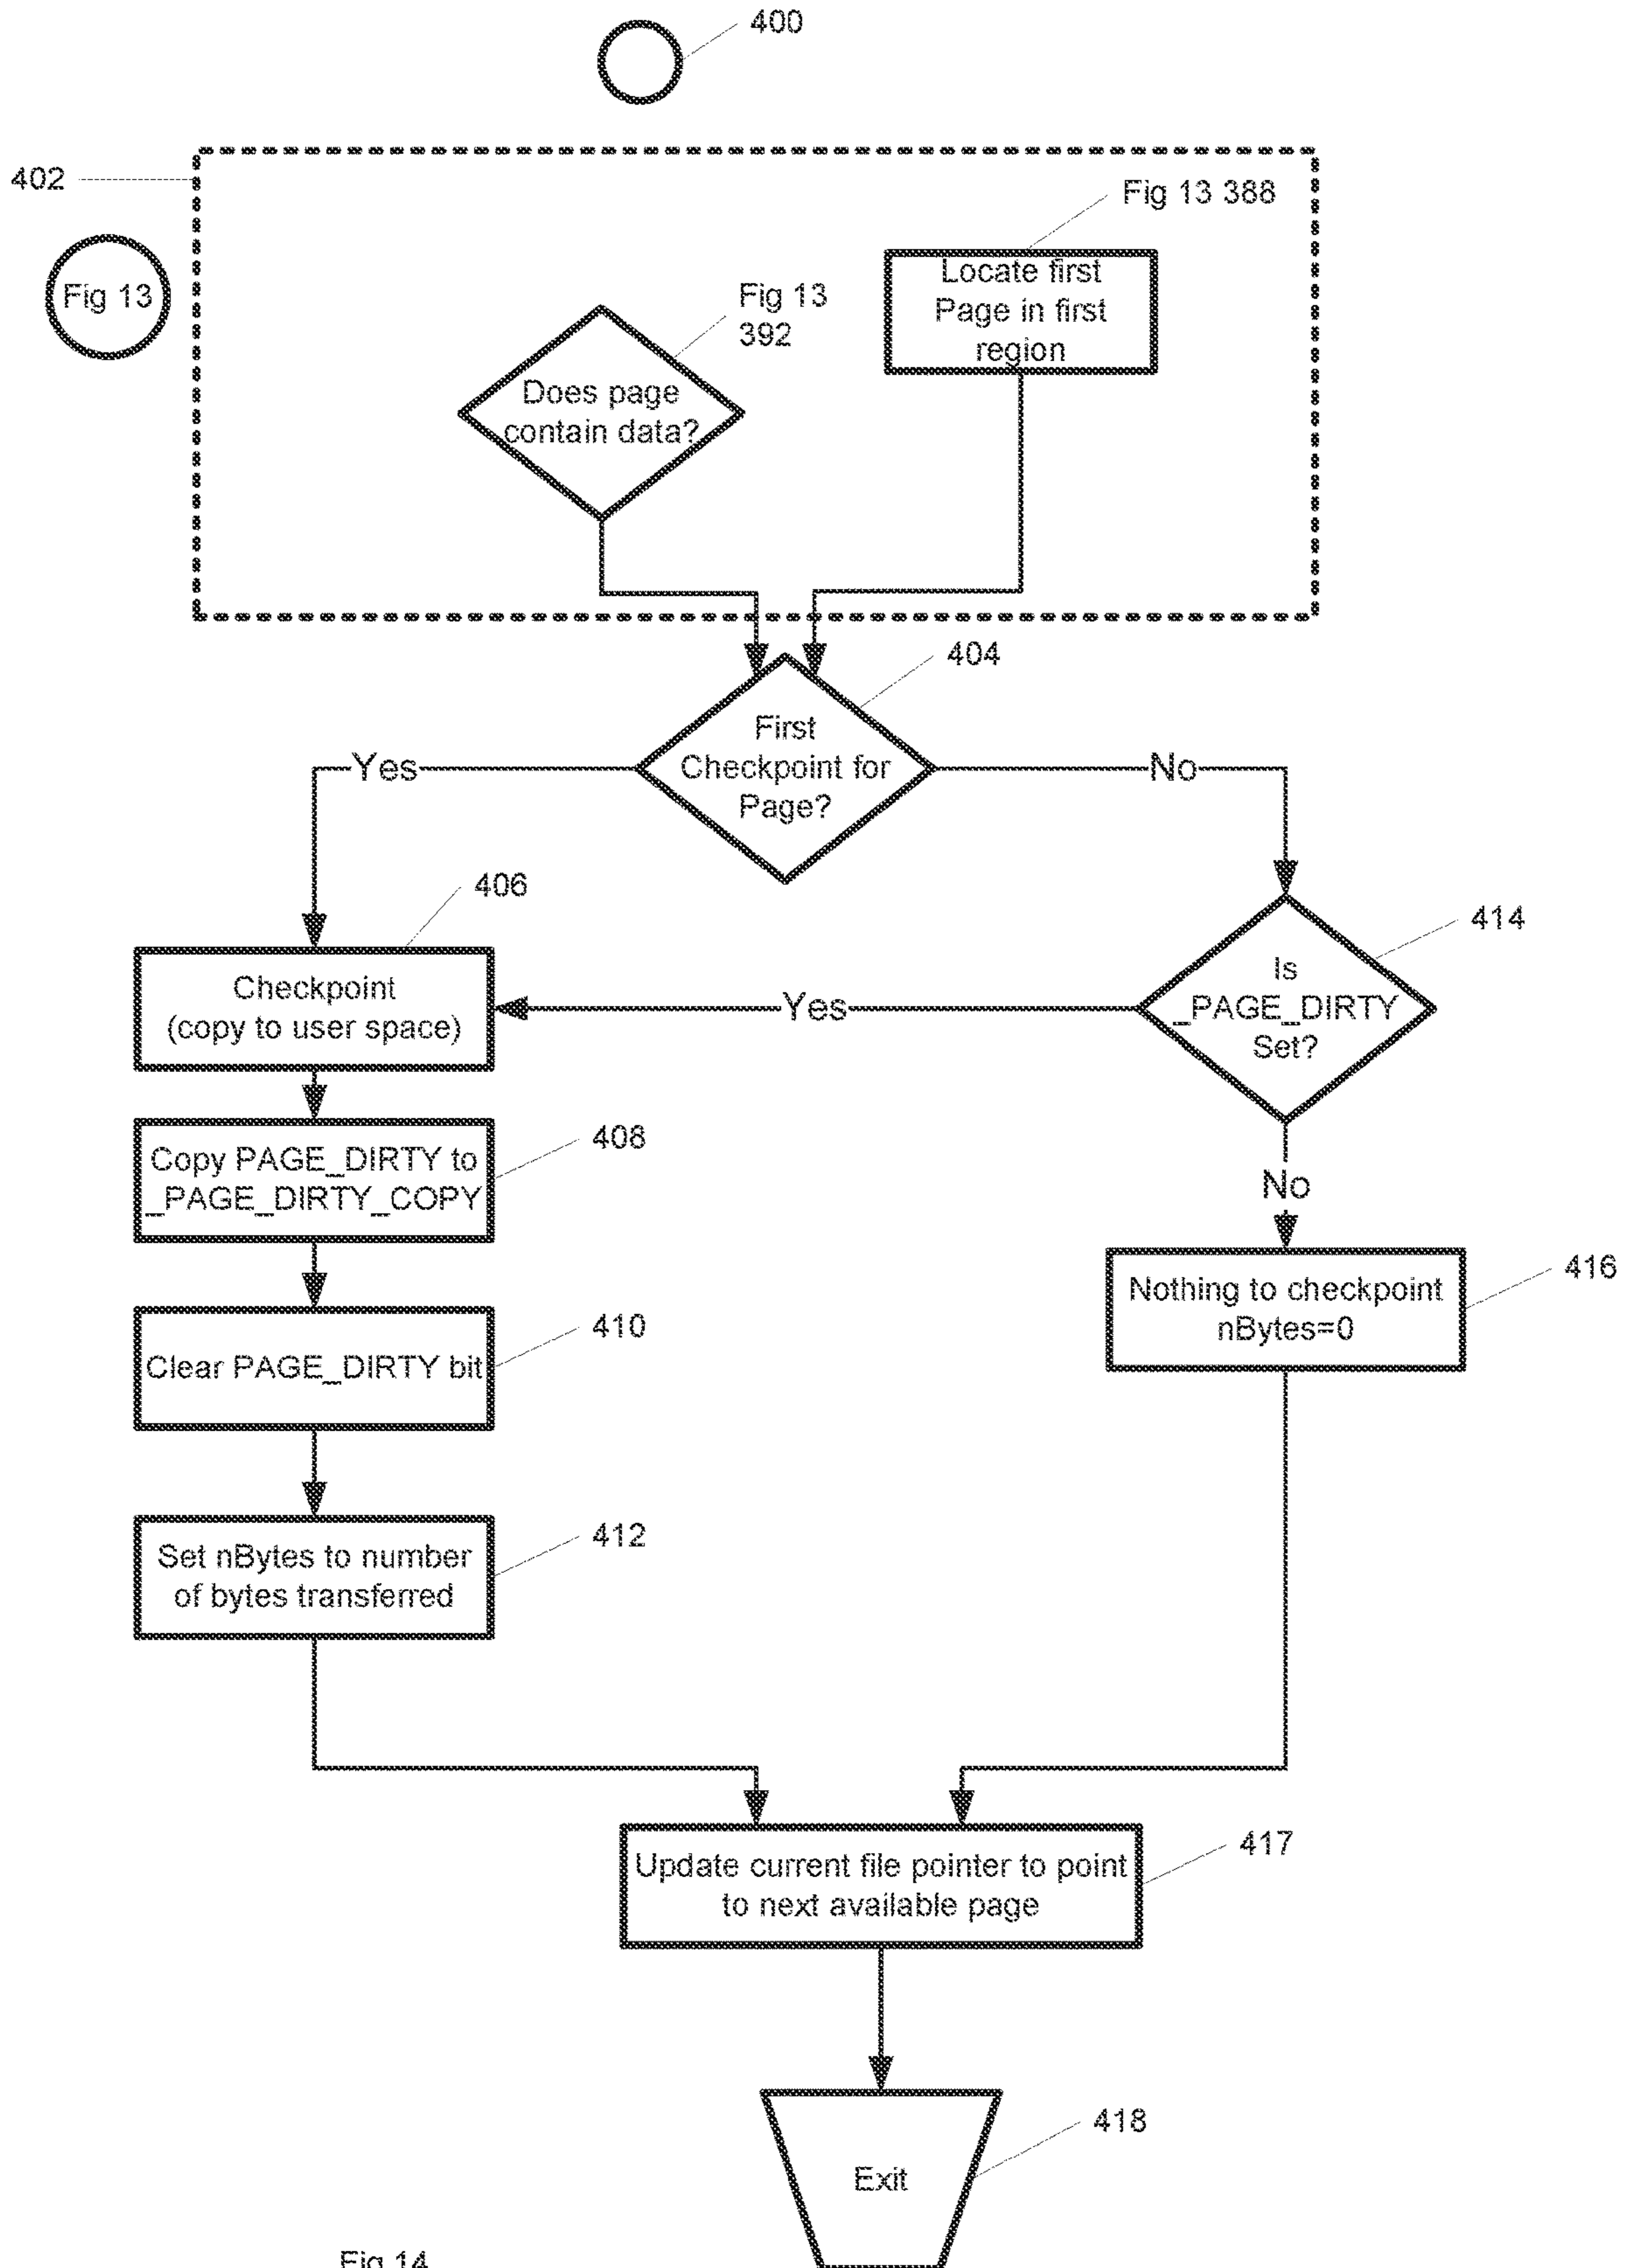 400
402
Fig 13 388
Fig 13
Locate first
Page in first
region
Fig 13
392
Does page
contain data?
404
First
Checkpoint for
Page?
Yes
No
406
414
Checkpoint
(copy to user space)
Yes
Is
_PAGE_DIRTY
Set?
408
Copy PAGE_DIRTY to
_PAGE_DIRTY_COPY
No
410
Clear PAGE_DIRTY bit
416
Nothing to checkpoint
nBytes=0
412
Set nBytes to number
of bytes transferred
417
Update current file pointer to point
to next available page
418
Exit
Fig 14